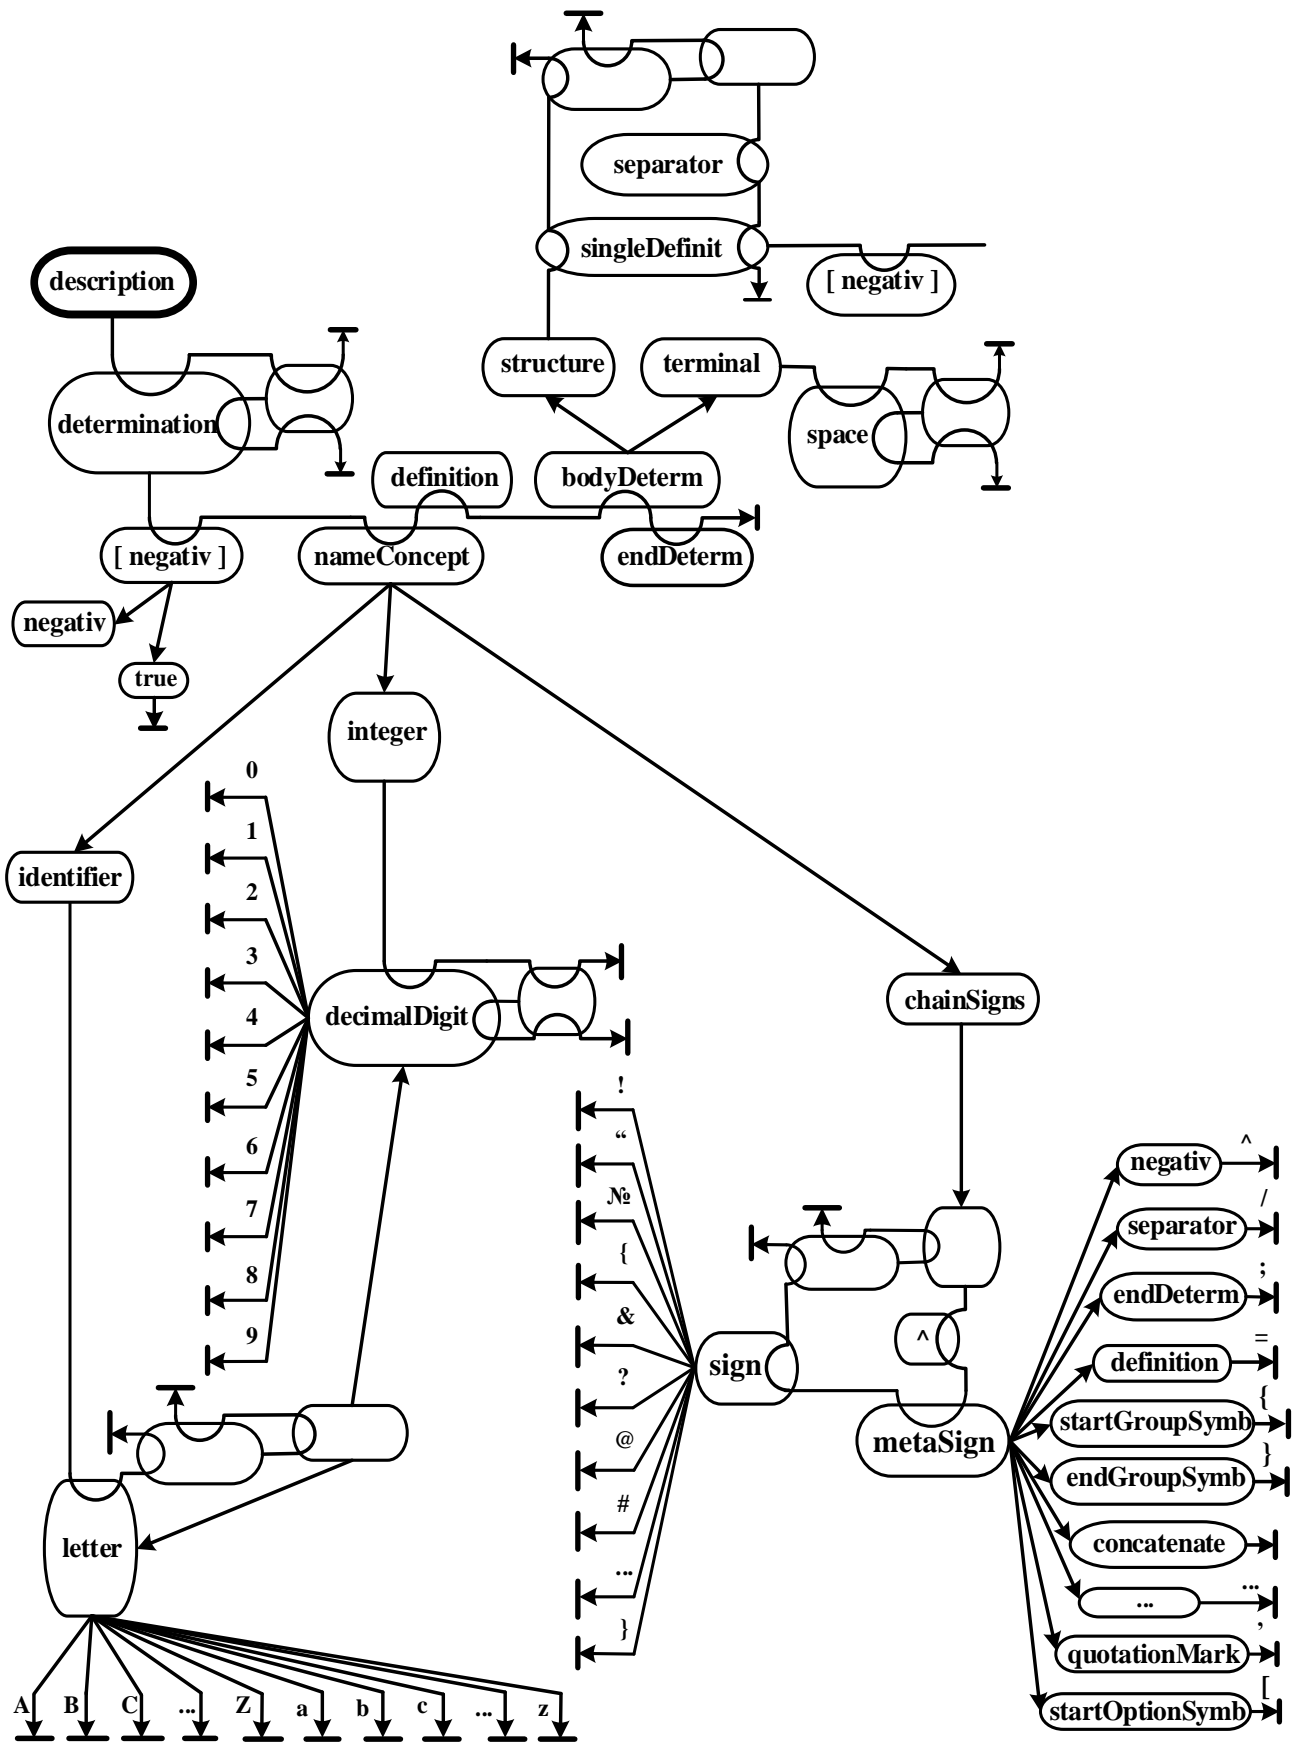 separator
singleDefinit
[ negativ ]
description
structure
terminal
determination
space
definition
bodyDeterm
[ negativ ]
nameConcept
endDeterm
negativ
true
integer
0
1
2
3
4
5
6
7
8
9
identifier
decimalDigit
chainSigns
!
“
№
{
&
?
@
#
...
}
sign
^
metaSign
negativ
^
separator
/
endDeterm
;
definition
=
startGroupSymb
{
endGroupSymb
}
concatenate
...
...
quotationMark
,
startOptionSymb
[
letter
A
B
C
...
Z
a
b
c
...
z